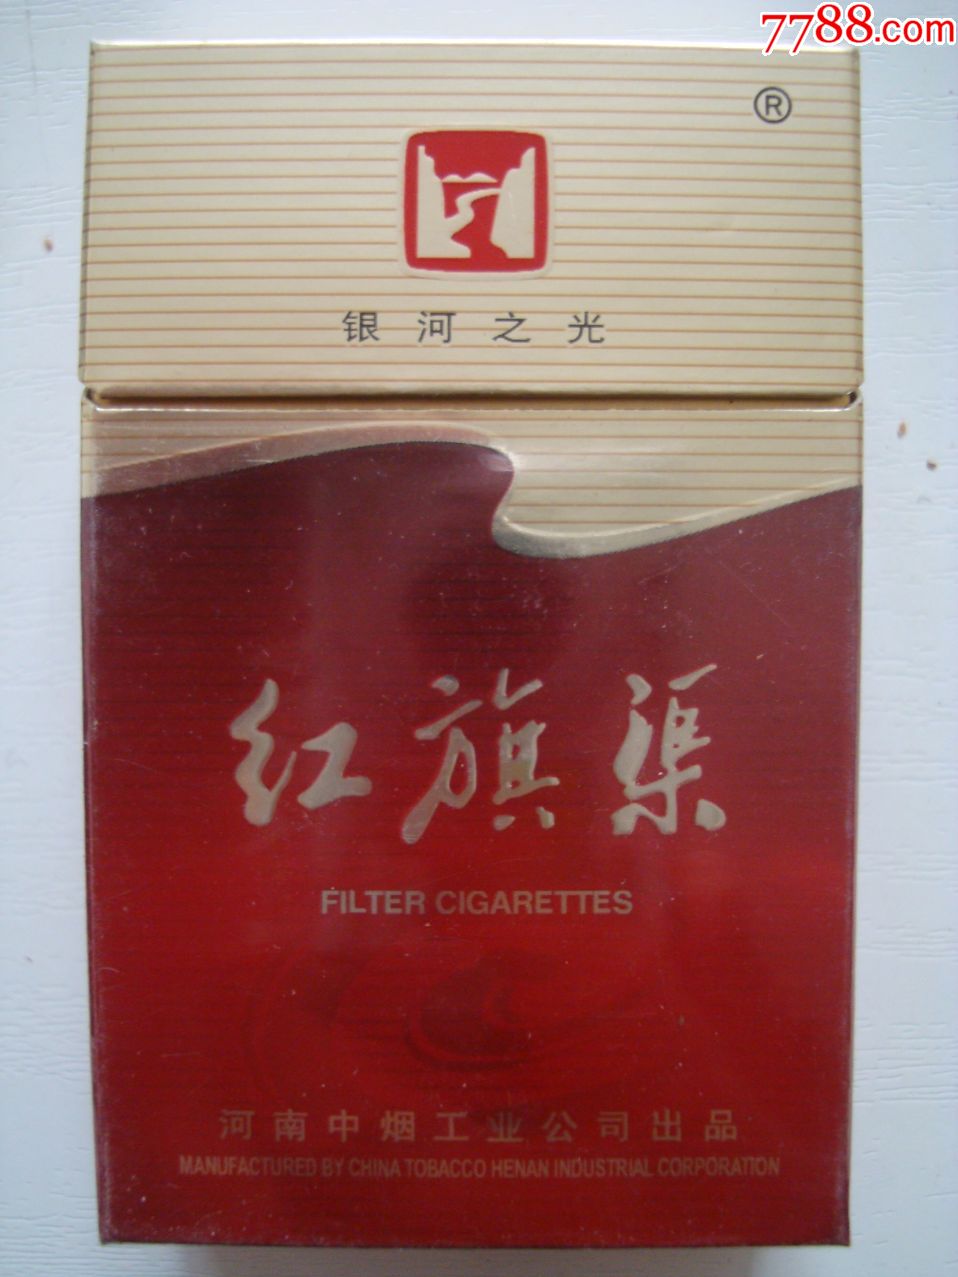 7788.com
®
银河之光
红旗渠
FILTER CIGARETTES
河南中烟工业公司出品
MANUFACTURED BY CHINA TOBACCO HENAN INDUSTRIAL CORPORATION